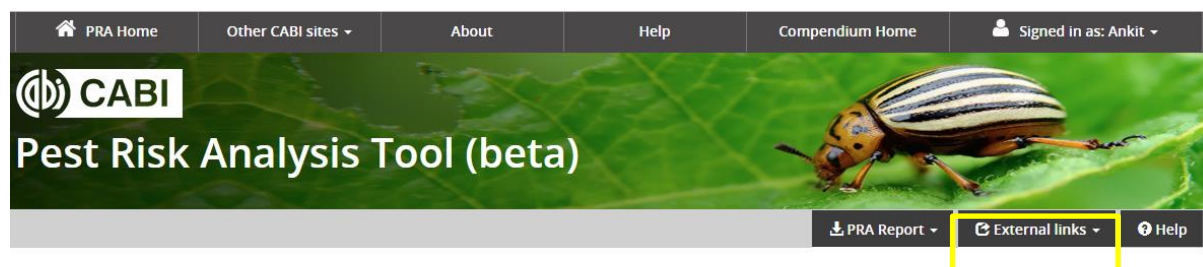 PRA Home Other CABI sites About Help Compendium Home Signed in as: Ankit
CABI
Pest Risk Analysis Tool (beta)
PRA Report External links Help